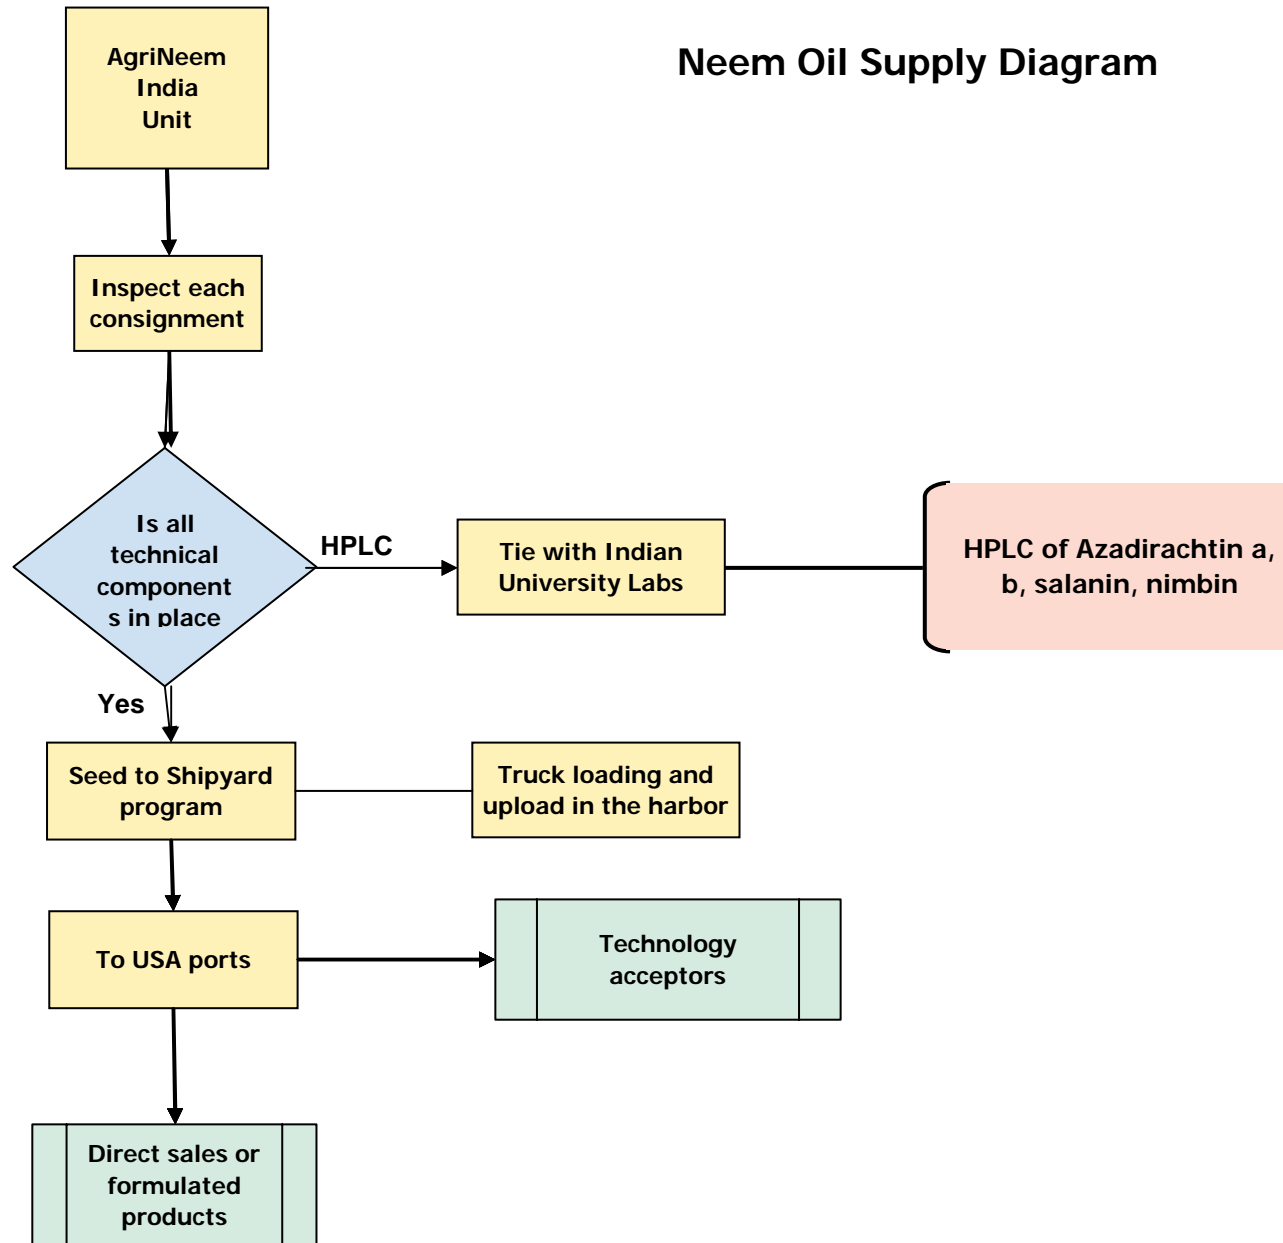 Neem Oil Supply Diagram
AgriNeem
India
Unit
Inspect each
consignment
Is all
technical
component
s in place
HPLC
Tie with Indian
University Labs
HPLC of Azadirachtin a,
b, salanin, nimbin
Yes
Seed to Shipyard
program
Truck loading and
upload in the harbor
To USA ports
Technology
acceptors
Direct sales or
formulated
products